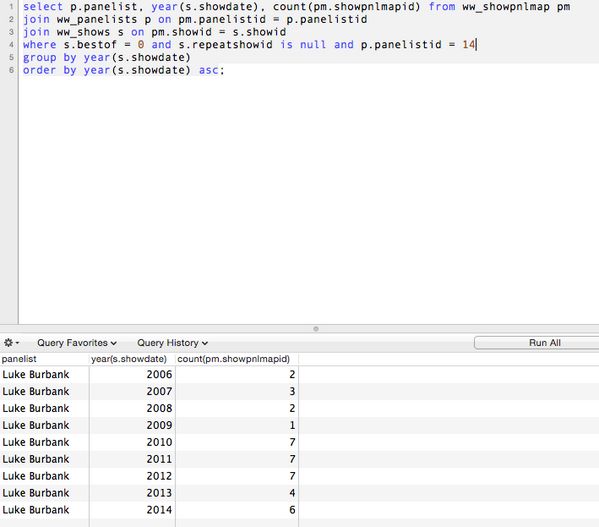 1 select p.panelist, year(s.showdate), count(pm.showpnlmapid) from ww_showpnlmap pm
2 join ww_panelists p on pm.panelistid = p.panelistid
3 join ww_shows s on pm.showid = s.showid
4 where s.bestof = 0 and s.repeatshowid is null and p.panelistid = 14
5 group by year(s.showdate)
6 order by year(s.showdate) asc;
Query Favorites Query History Run All
panelist year(s.showdate) count(pm.showpnlmapid)
Luke Burbank 2006 2
Luke Burbank 2007 3
Luke Burbank 2008 2
Luke Burbank 2009 1
Luke Burbank 2010 7
Luke Burbank 2011 7
Luke Burbank 2012 7
Luke Burbank 2013 4
Luke Burbank 2014 6